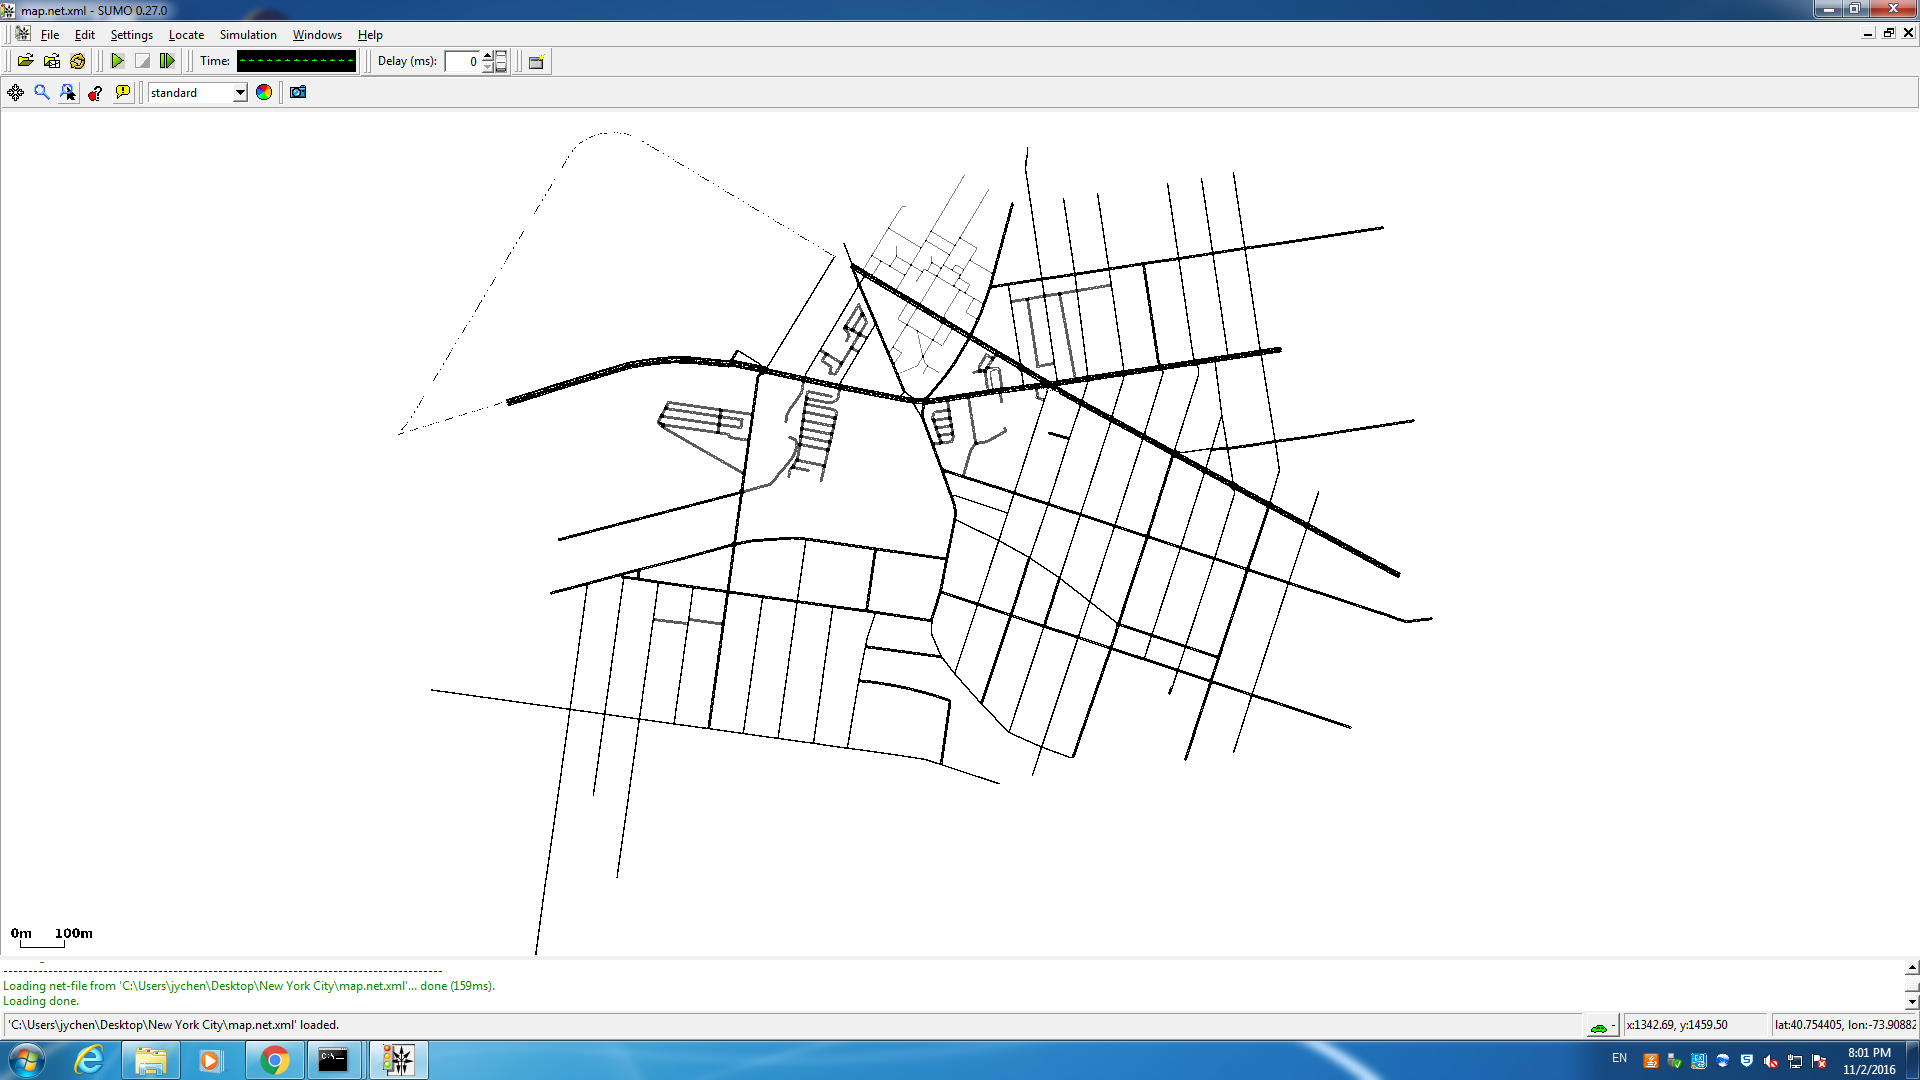 map.net.xml - SUMO 0.27.0
File Edit Settings Locate Simulation Windows Help
Time: Delay (ms): 0
standard
0m 100m
Loading net-file from 'C:\Users\jychen\Desktop\New York City\map.net.xml'... done (159ms).
Loading done.
'C:\Users\jychen\Desktop\New York City\map.net.xml' loaded.
- x:1342.69, y:1459.50 lat:40.754405, lon:-73.90882
C:\_
EN 8:01 PM
11/2/2016